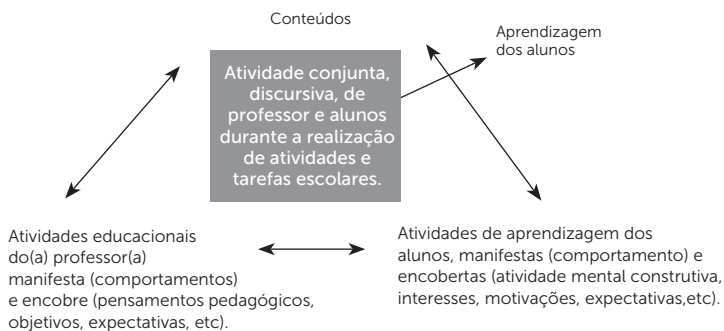 Conteúdos
Aprendizagem
dos alunos
Atividade conjunta,
discursiva, de
professor e alunos
durante a realização
de atividades e
tarefas escolares.
Atividades educacionais
do(a) professor(a)
manifesta (comportamentos)
e encobre (pensamentos pedagógicos,
objetivos, expectativas, etc).
Atividades de aprendizagem dos
alunos, manifestas (comportamento) e
encobertas (atividade mental construtiva,
interesses, motivações, expectativas,etc).